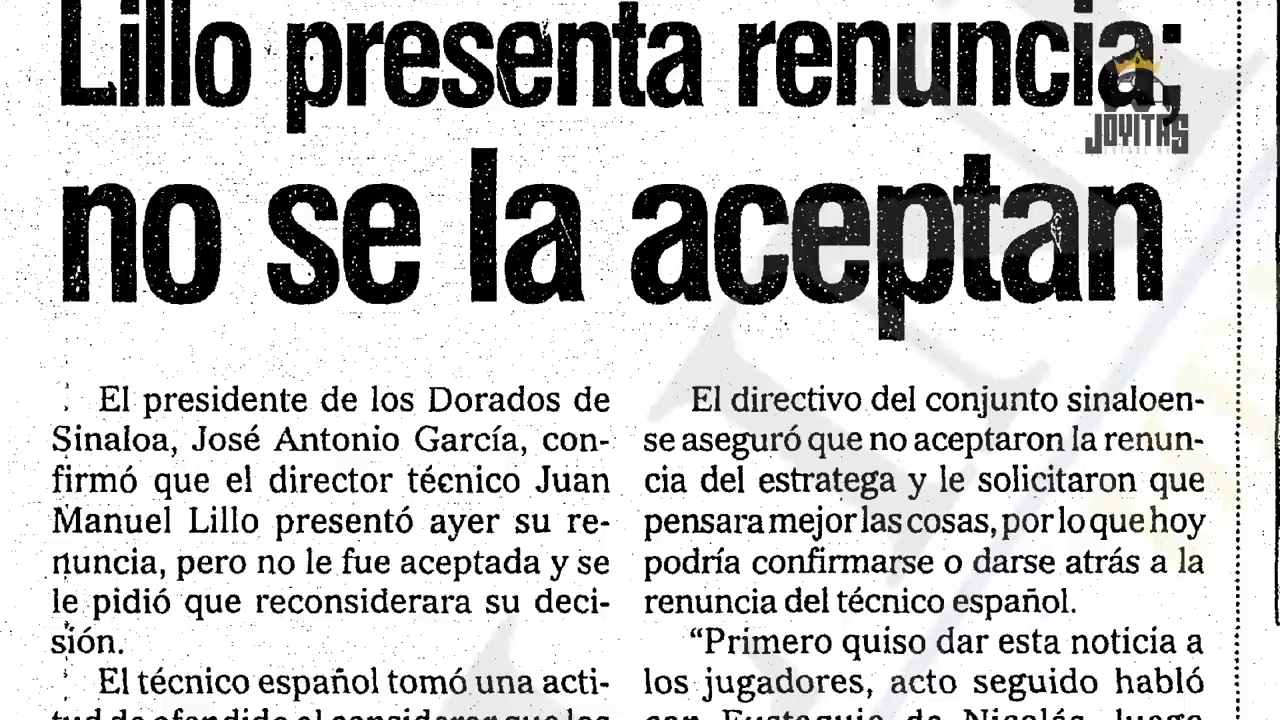 Lillo presenta renuncia;
JOYITAS
no se la aceptan
El presidente de los Dorados de
Sinaloa, José Antonio García, con-
firmó que el director técnico Juan
Manuel Lillo presentó ayer su re-
nuncia, pero no le fue aceptada y se
le pidió que reconsiderara su deci-
sión.
El técnico español tomó una acti-
El directivo del conjunto sinaloen-
se aseguró que no aceptaron la renun-
cia del estratega y le solicitaron que
pensara mejor las cosas, por lo que hoy
podría confirmarse o darse atrás a la
renuncia del técnico español.
“Primero quiso dar esta noticia a
los jugadores, acto seguido habló